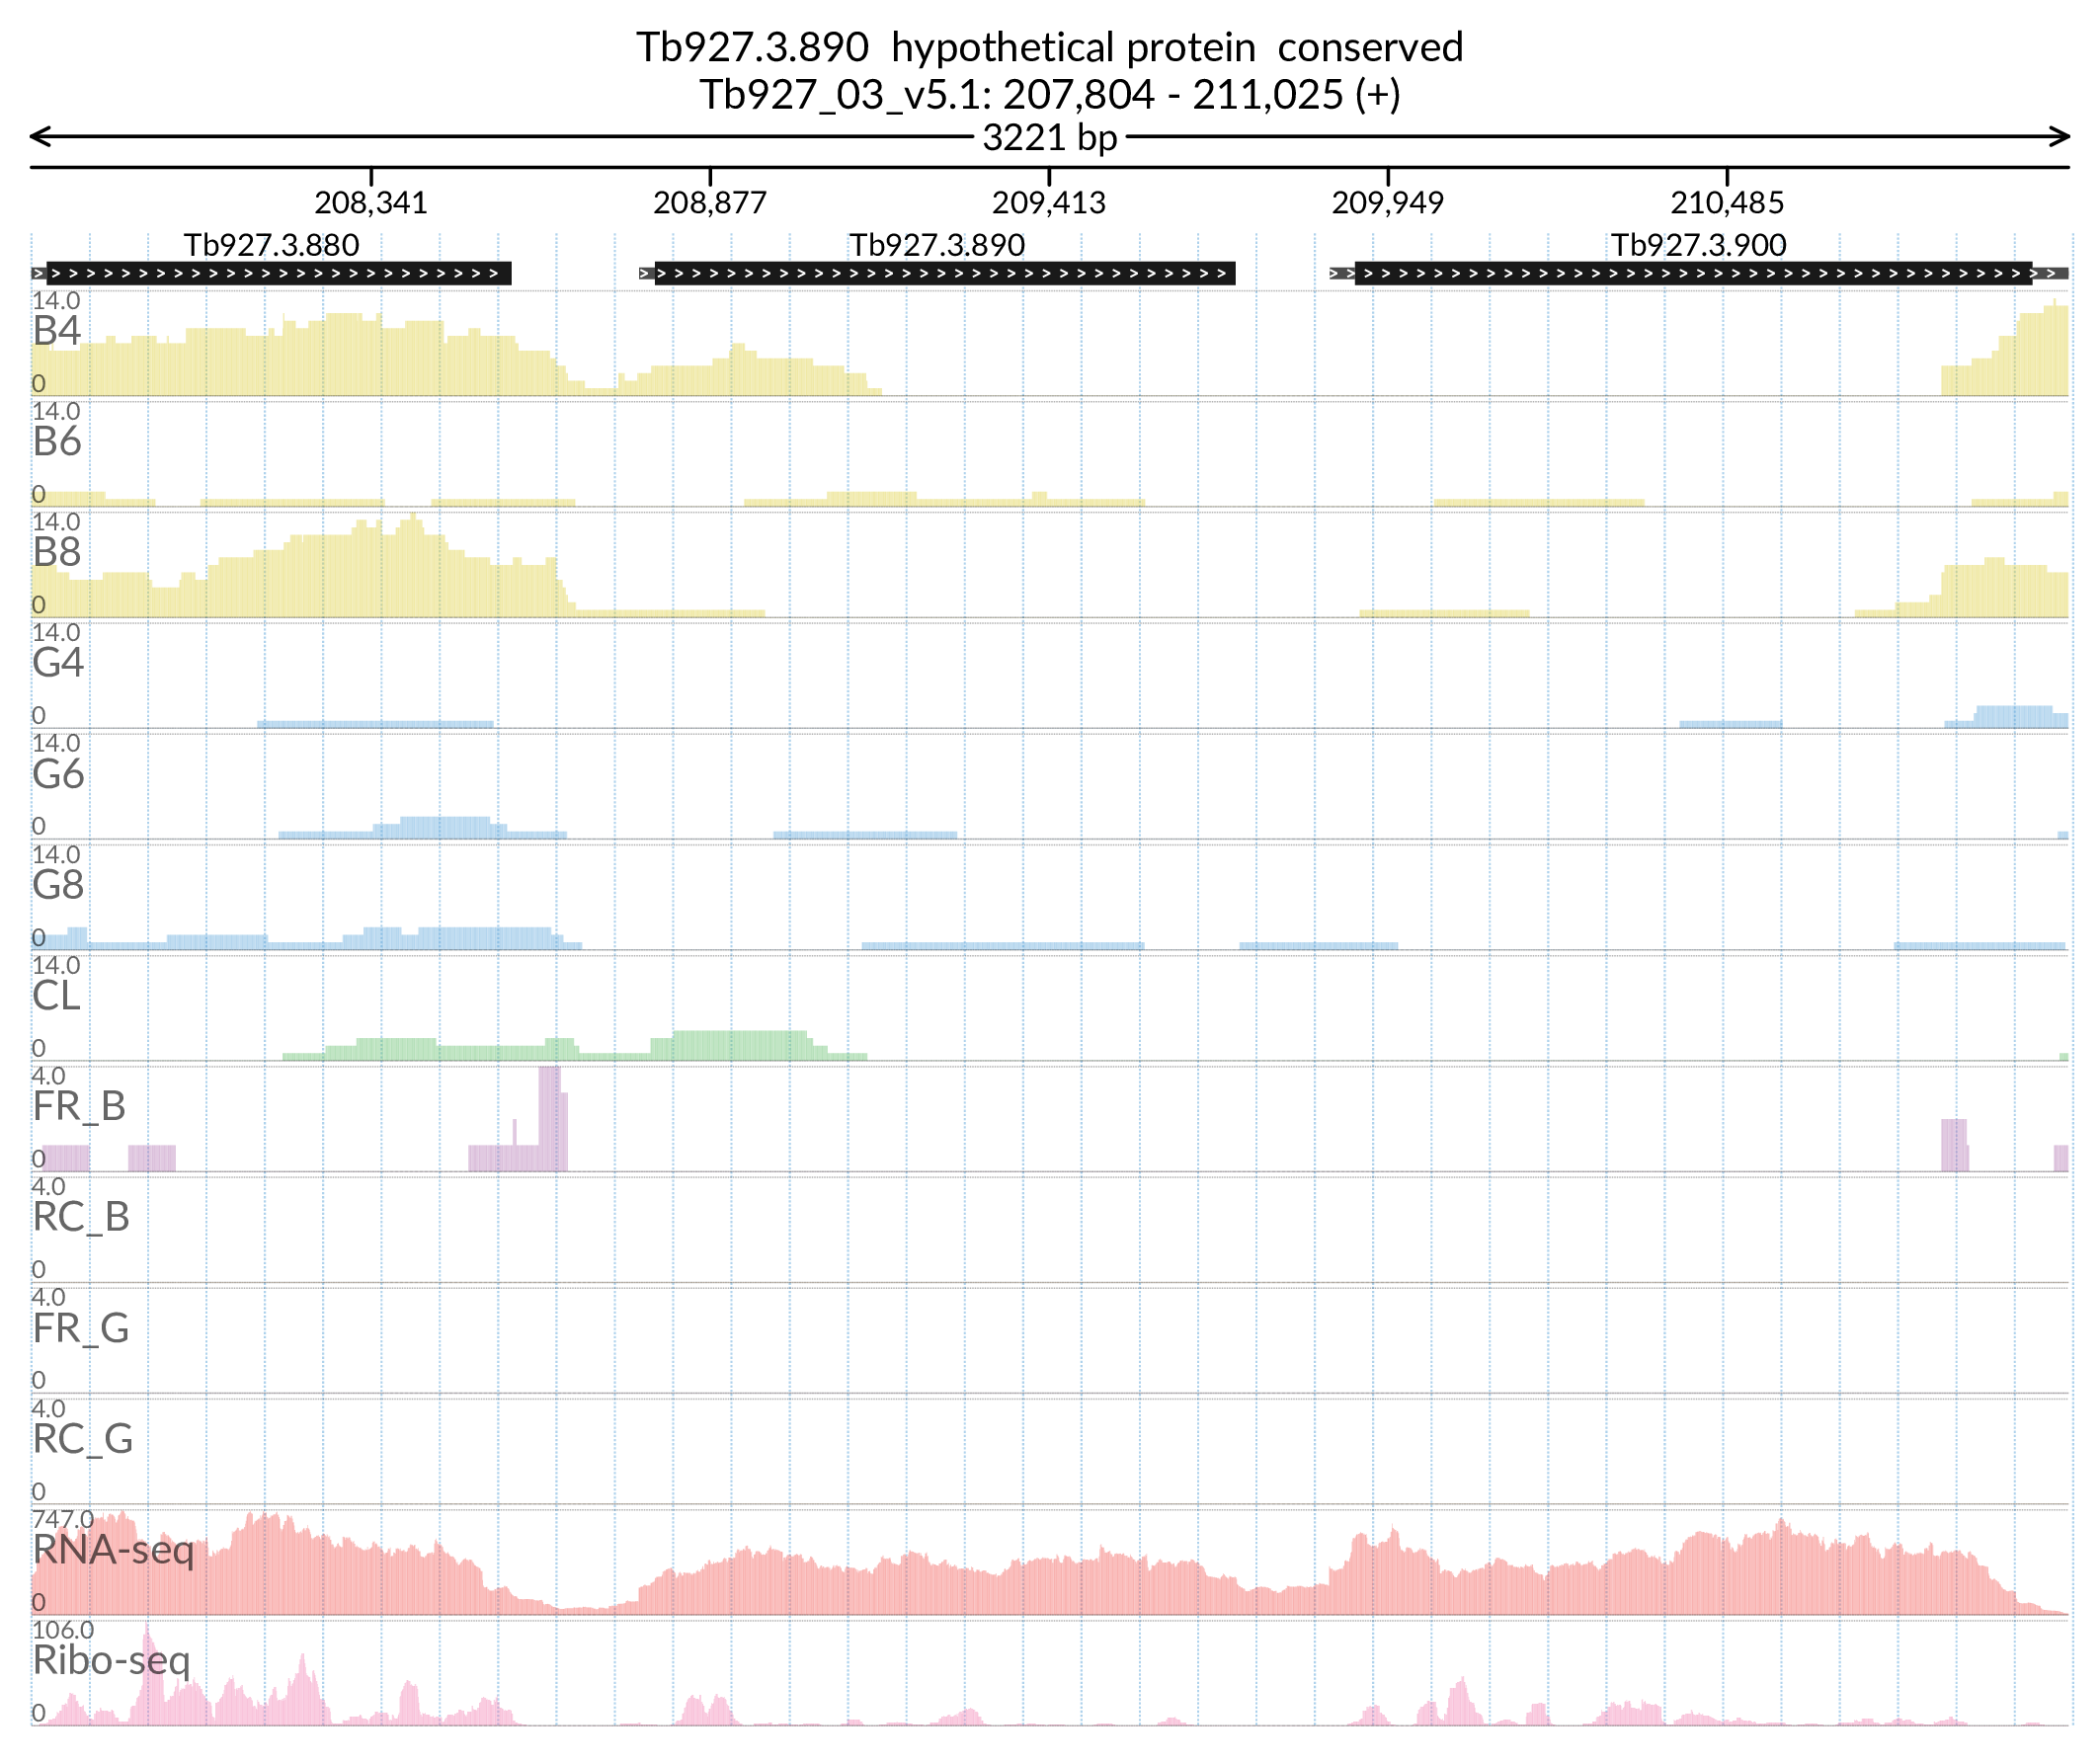 Tb927.3.890  hypothetical protein  conserved
Tb927_03_v5.1: 207,804 - 211,025 (+)
3221 bp
208,341 208,877 209,413 209,949 210,485
Tb927.3.880 Tb927.3.890 Tb927.3.900
14.0
B4
0
14.0
B6
0
14.0
B8
0
14.0
G4
0
14.0
G6
0
14.0
G8
0
14.0
CL
0
4.0
FR_B
0
4.0
RC_B
0
4.0
FR_G
0
4.0
RC_G
0
747.0
RNA-seq
0
106.0
Ribo-seq
0